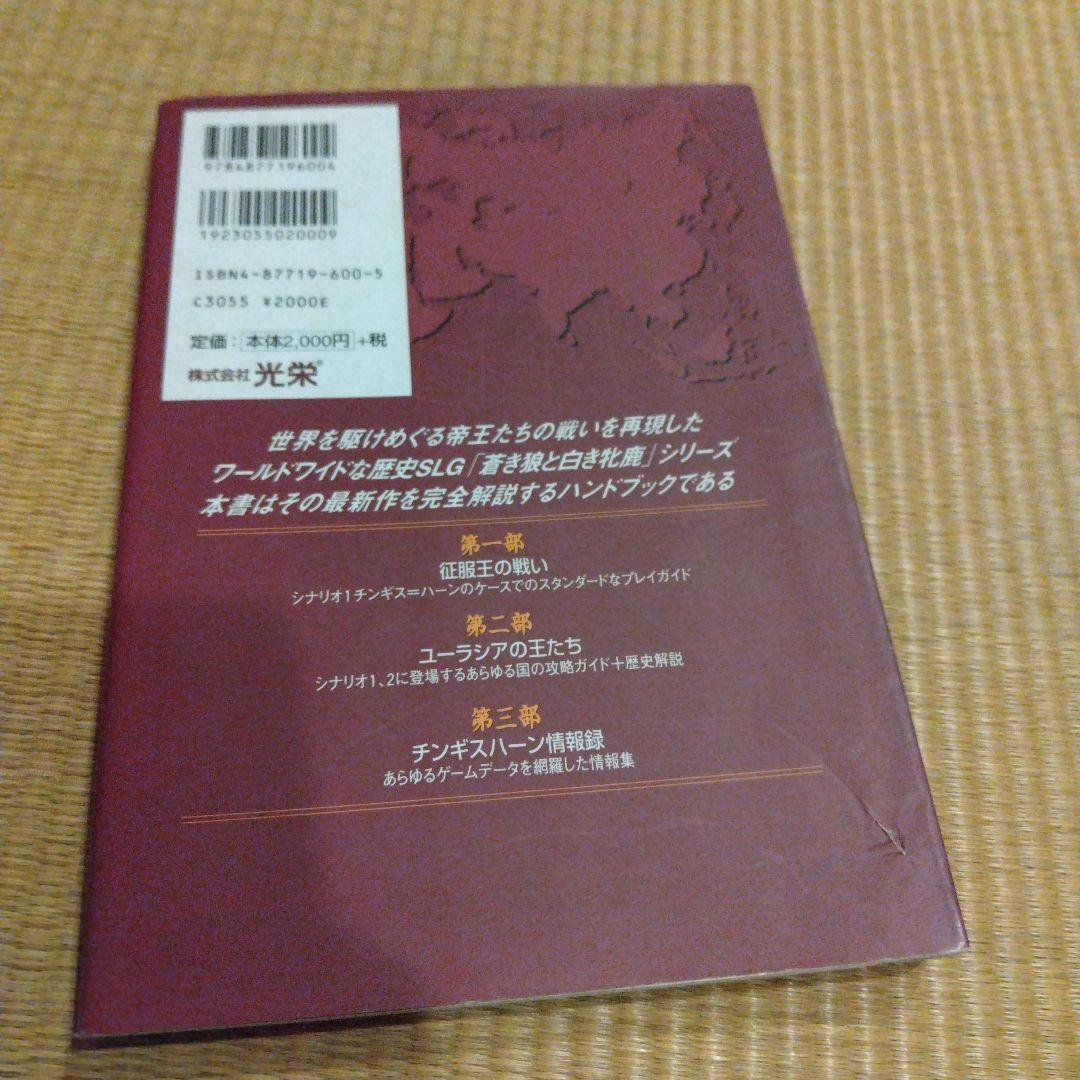 9784877196004
1923055020009
ISBN4-87719-600-5
C3055 ¥2000E
定価：本体2,000円+税
株式会社 光栄®
世界を駆けめぐる帝王たちの戦いを再現した
ワールドワイドな歴史SLG「蒼き狼と白き牝鹿」シリーズ
本書はその最新作を完全解説するハンドブックである
第一部
征服王の戦い
シナリオ1チンギス＝ハーンのケースでのスタンダードなプレイガイド
第二部
ユーラシアの王たち
シナリオ1、2に登場するあらゆる国の攻略ガイド＋歴史解説
第三部
チンギスハーン情報録
あらゆるゲームデータを網羅した情報集